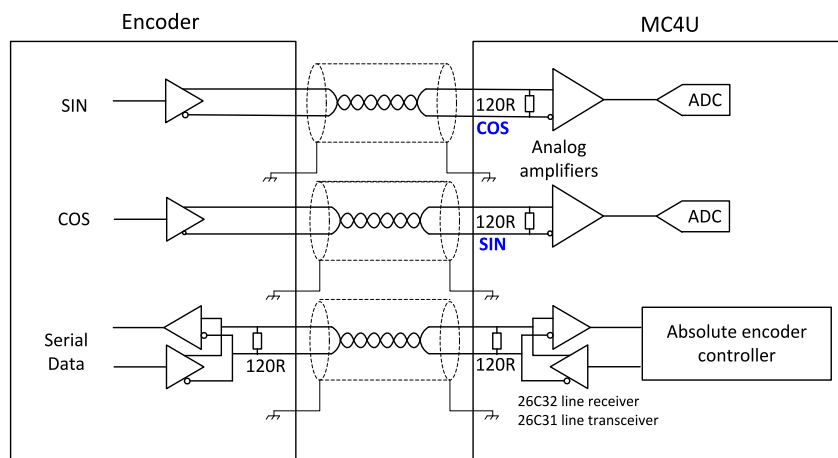 Encoder
MC4U
SIN
120R
COS
ADC
Analog
amplifiers
COS
120R
SIN
ADC
Serial
Data
120R
120R
Absolute encoder
controller
26C32 line receiver
26C31 line transceiver